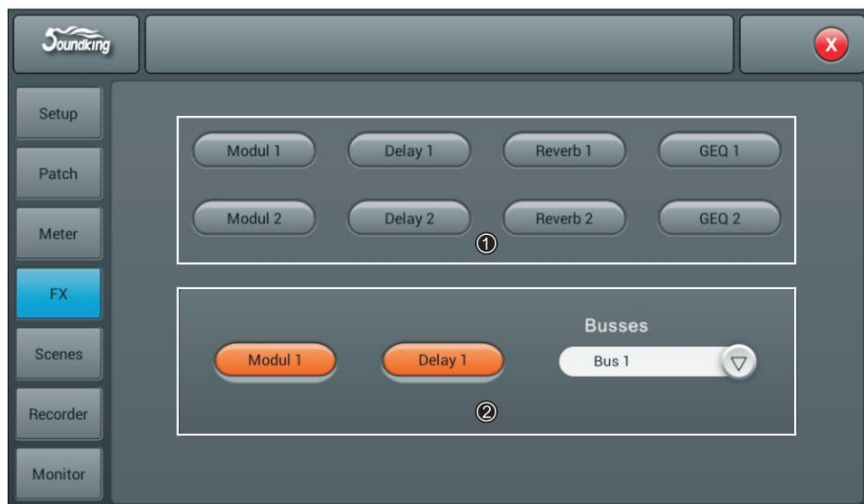 Soundking
X
Setup
Patch
Meter
FX
Scenes
Recorder
Monitor
Modul 1 Delay 1 Reverb 1 GEQ 1
Modul 2 Delay 2 Reverb 2 GEQ 2
①
Busses
Modul 1 Delay 1 Bus 1
②